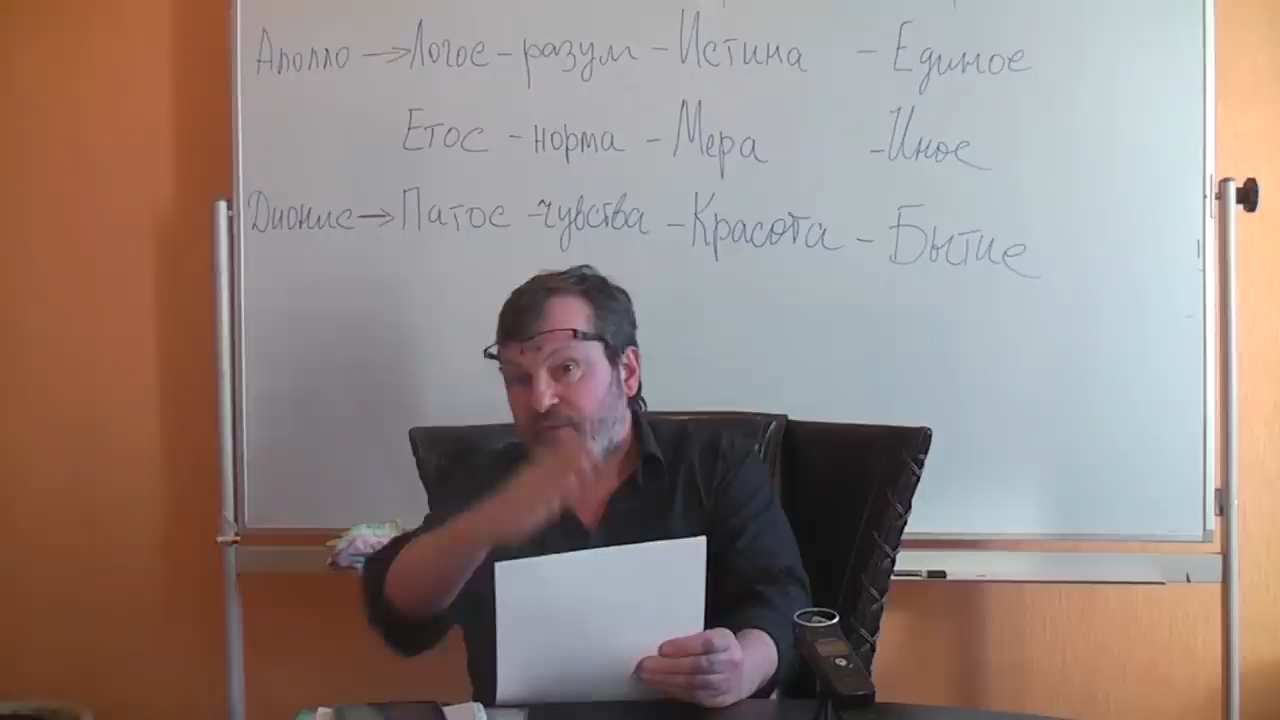 Аполло → Логос - разум - Истина - Единое
Етос - норма - Мера - Иное
Дионис → Патос - чувства - Красота - Бытие